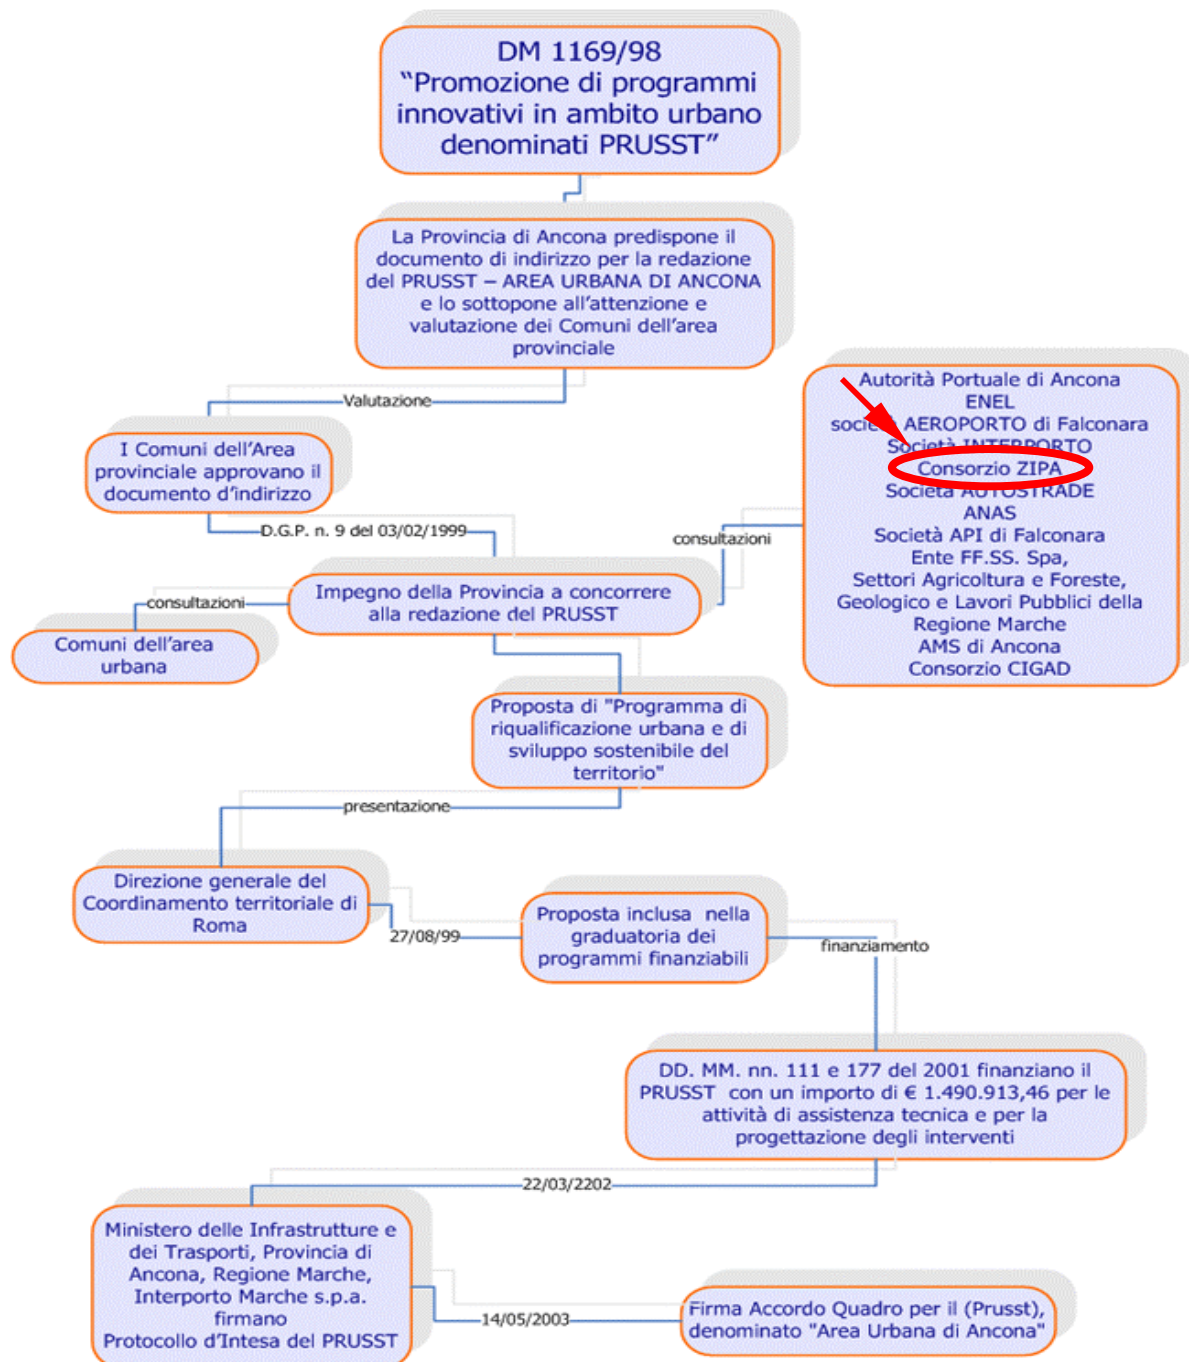 DM 1169/98
“Promozione di programmi
innovativi in ambito urbano
denominati PRUSST”
La Provincia di Ancona predispone il
documento di indirizzo per la redazione
del PRUSST – AREA URBANA DI ANCONA
e lo sottopone all’attenzione e
valutazione dei Comuni dell’area
provinciale
Valutazione
I Comuni dell’Area
provinciale approvano il
documento d’indirizzo
D.G.P. n. 9 del 03/02/1999
Autorità Portuale di Ancona
ENEL
società AEROPORTO di Falconara
Società INTERPORTO
Consorzio ZIPA
Società AUTOSTRADE
ANAS
Società API di Falconara
Ente FF.SS. Spa,
Settori Agricoltura e Foreste,
Geologico e Lavori Pubblici della
Regione Marche
AMS di Ancona
Consorzio CIGAD
consultazioni
Impegno della Provincia a concorrere
alla redazione del PRUSST
consultazioni
Comuni dell’area
urbana
Proposta di "Programma di
riqualificazione urbana e di
sviluppo sostenibile del
territorio"
presentazione
Direzione generale del
Coordinamento territoriale di
Roma
27/08/99
Proposta inclusa nella
graduatoria dei
programmi finanziabili
finanziamento
DD. MM. nn. 111 e 177 del 2001 finanziano il
PRUSST con un importo di € 1.490.913,46 per le
attività di assistenza tecnica e per la
progettazione degli interventi
22/03/2202
Ministero delle Infrastrutture e
dei Trasporti, Provincia di
Ancona, Regione Marche,
Interporto Marche s.p.a.
firmano
Protocollo d’Intesa del PRUSST
14/05/2003
Firma Accordo Quadro per il (Prusst),
denominato "Area Urbana di Ancona"